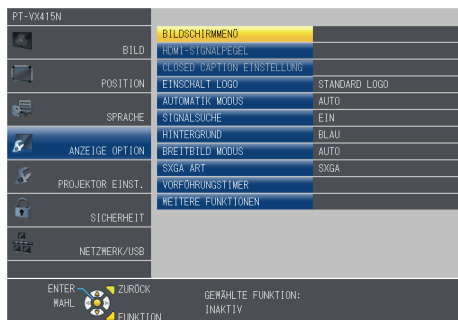 PT-VX415N
BILD
POSITION
SPRACHE
ANZEIGE OPTION
PROJEKTOR EINST.
SICHERHEIT
NETZWERK/USB
BILDSCHIRMMENÖ
HDMI-SIGNALPEGEL
CLOSED CAPTION EINSTELLUNG
EINSCHALT LOGO STANDARD LOGO
AUTOMATIK MODUS AUTO
SIGNALSUCHE EIN
HINTERGRUND BLAU
BREITBILD MODUS AUTO
SXGA ART SXGA
VORFÜHRUNGSTIMER
WEITERE FUNKTIONEN
ENTER ZURÜCK
WAHL
FUNKTION
GEWÄHLTE FUNKTION:
INAKTIV